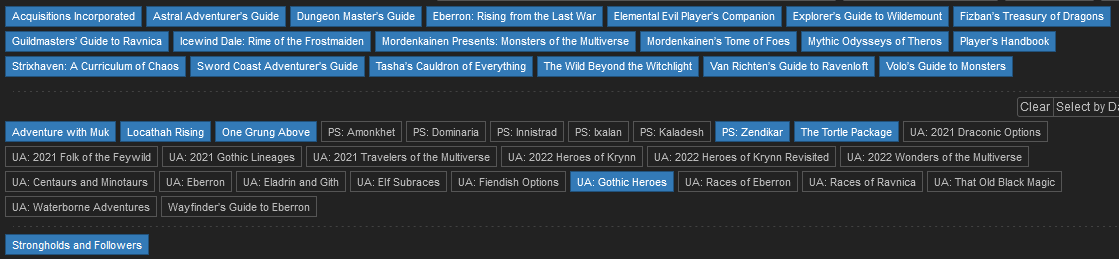 Acquisitions Incorporated Astral Adventurer's Guide Dungeon Master's Guide Eberron: Rising from the Last War Elemental Evil Player's Companion Explorer's Guide to Wildemount Fizban's Treasury of Dragons
Guildmasters' Guide to Ravnica Icewind Dale: Rime of the Frostmaiden Mordenkainen Presents: Monsters of the Multiverse Mordenkainen's Tome of Foes Mythic Odysseys of Theros Player's Handbook
Strixhaven: A Curriculum of Chaos Sword Coast Adventurer's Guide Tasha's Cauldron of Everything The Wild Beyond the Witchlight Van Richten's Guide to Ravenloft Volo's Guide to Monsters
Clear Select by Da
Adventure with Muk Locathah Rising One Grung Above PS: Amonkhet PS: Dominaria PS: Innistrad PS: Ixalan PS: Kaladesh PS: Zendikar The Tortle Package UA: 2021 Draconic Options
UA: 2021 Folk of the Feywild UA: 2021 Gothic Lineages UA: 2021 Travelers of the Multiverse UA: 2022 Heroes of Krynn UA: 2022 Heroes of Krynn Revisited UA: 2022 Wonders of the Multiverse
UA: Centaurs and Minotaurs UA: Eberron UA: Eladrin and Gith UA: Elf Subraces UA: Fiendish Options UA: Gothic Heroes UA: Races of Eberron UA: Races of Ravnica UA: That Old Black Magic
UA: Waterborne Adventures Wayfinder's Guide to Eberron
Strongholds and Followers